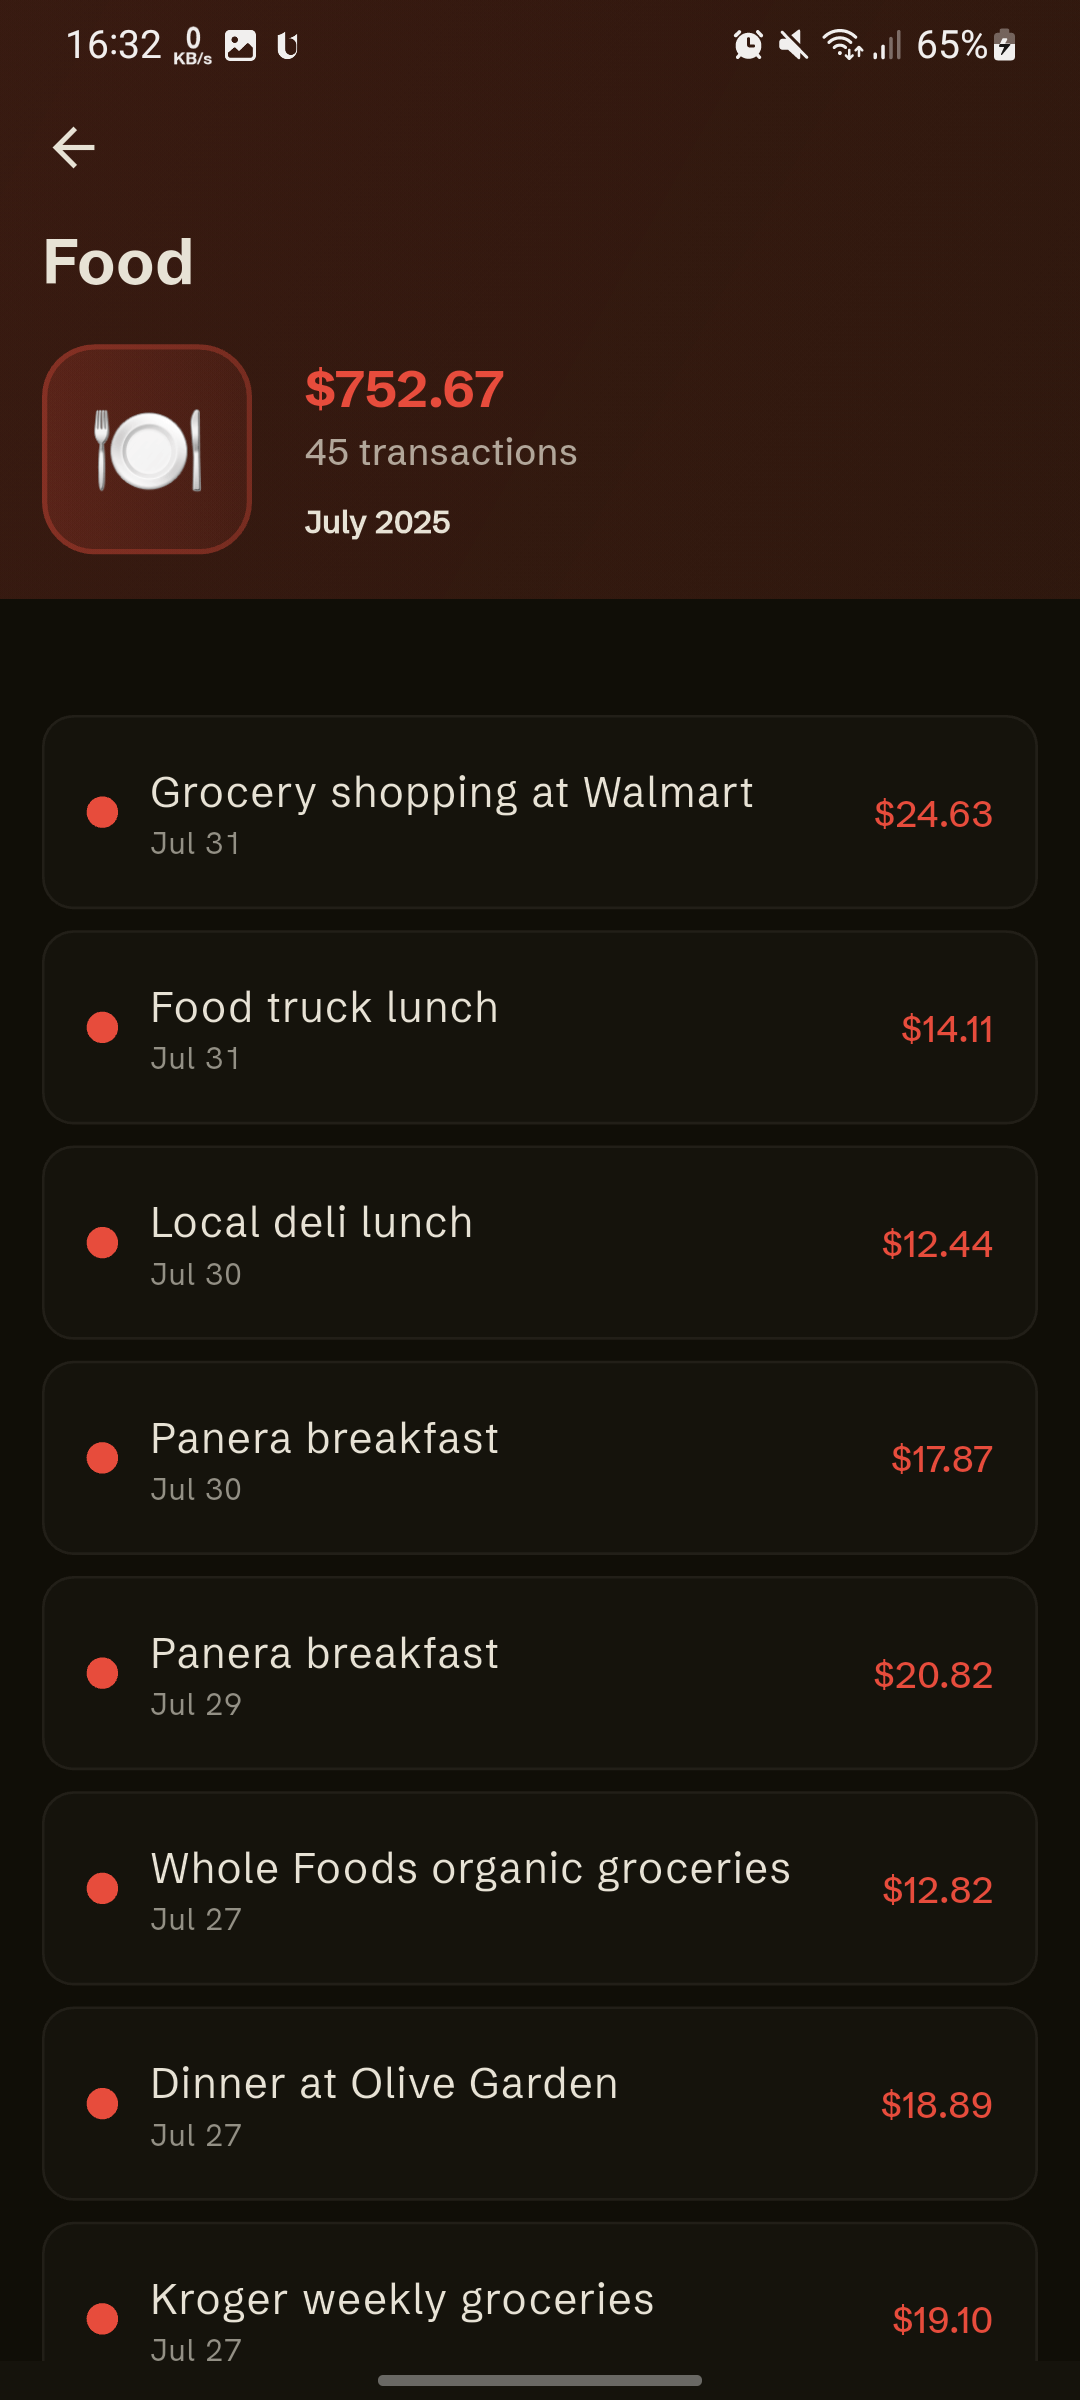 16:32 0 KB/s 65%
Food
$752.67
45 transactions
July 2025
Grocery shopping at Walmart
Jul 31
$24.63
Food truck lunch
Jul 31
$14.11
Local deli lunch
Jul 30
$12.44
Panera breakfast
Jul 30
$17.87
Panera breakfast
Jul 29
$20.82
Whole Foods organic groceries
Jul 27
$12.82
Dinner at Olive Garden
Jul 27
$18.89
Kroger weekly groceries
Jul 27
$19.10